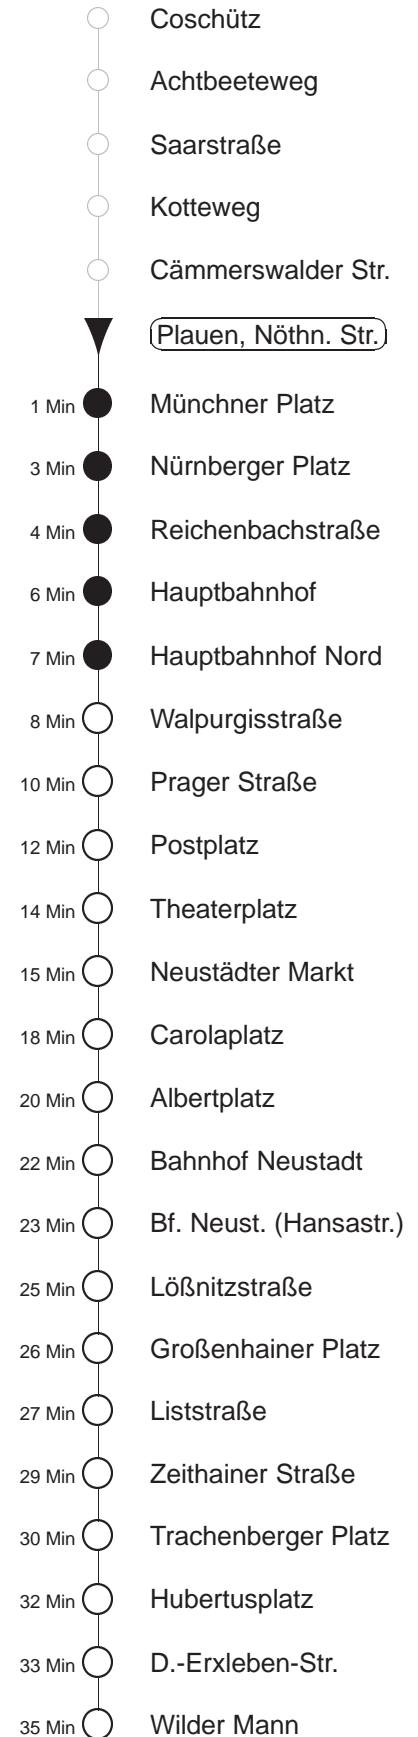 Coschütz
Achtbeeteweg
Saarstraße
Kotteweg
Cämmerswalder Str.
Plauen, Nöthn. Str.
1 Min Münchner Platz
3 Min Nürnberger Platz
4 Min Reichenbachstraße
6 Min Hauptbahnhof
7 Min Hauptbahnhof Nord
8 Min Walpurgisstraße
10 Min Prager Straße
12 Min Postplatz
14 Min Theaterplatz
15 Min Neustädter Markt
18 Min Carolaplatz
20 Min Albertplatz
22 Min Bahnhof Neustadt
23 Min Bf. Neust. (Hansastr.)
25 Min Lößnitzstraße
26 Min Großenhainer Platz
27 Min Liststraße
29 Min Zeithainer Straße
30 Min Trachenberger Platz
32 Min Hubertusplatz
33 Min D.-Erxleben-Str.
35 Min Wilder Mann